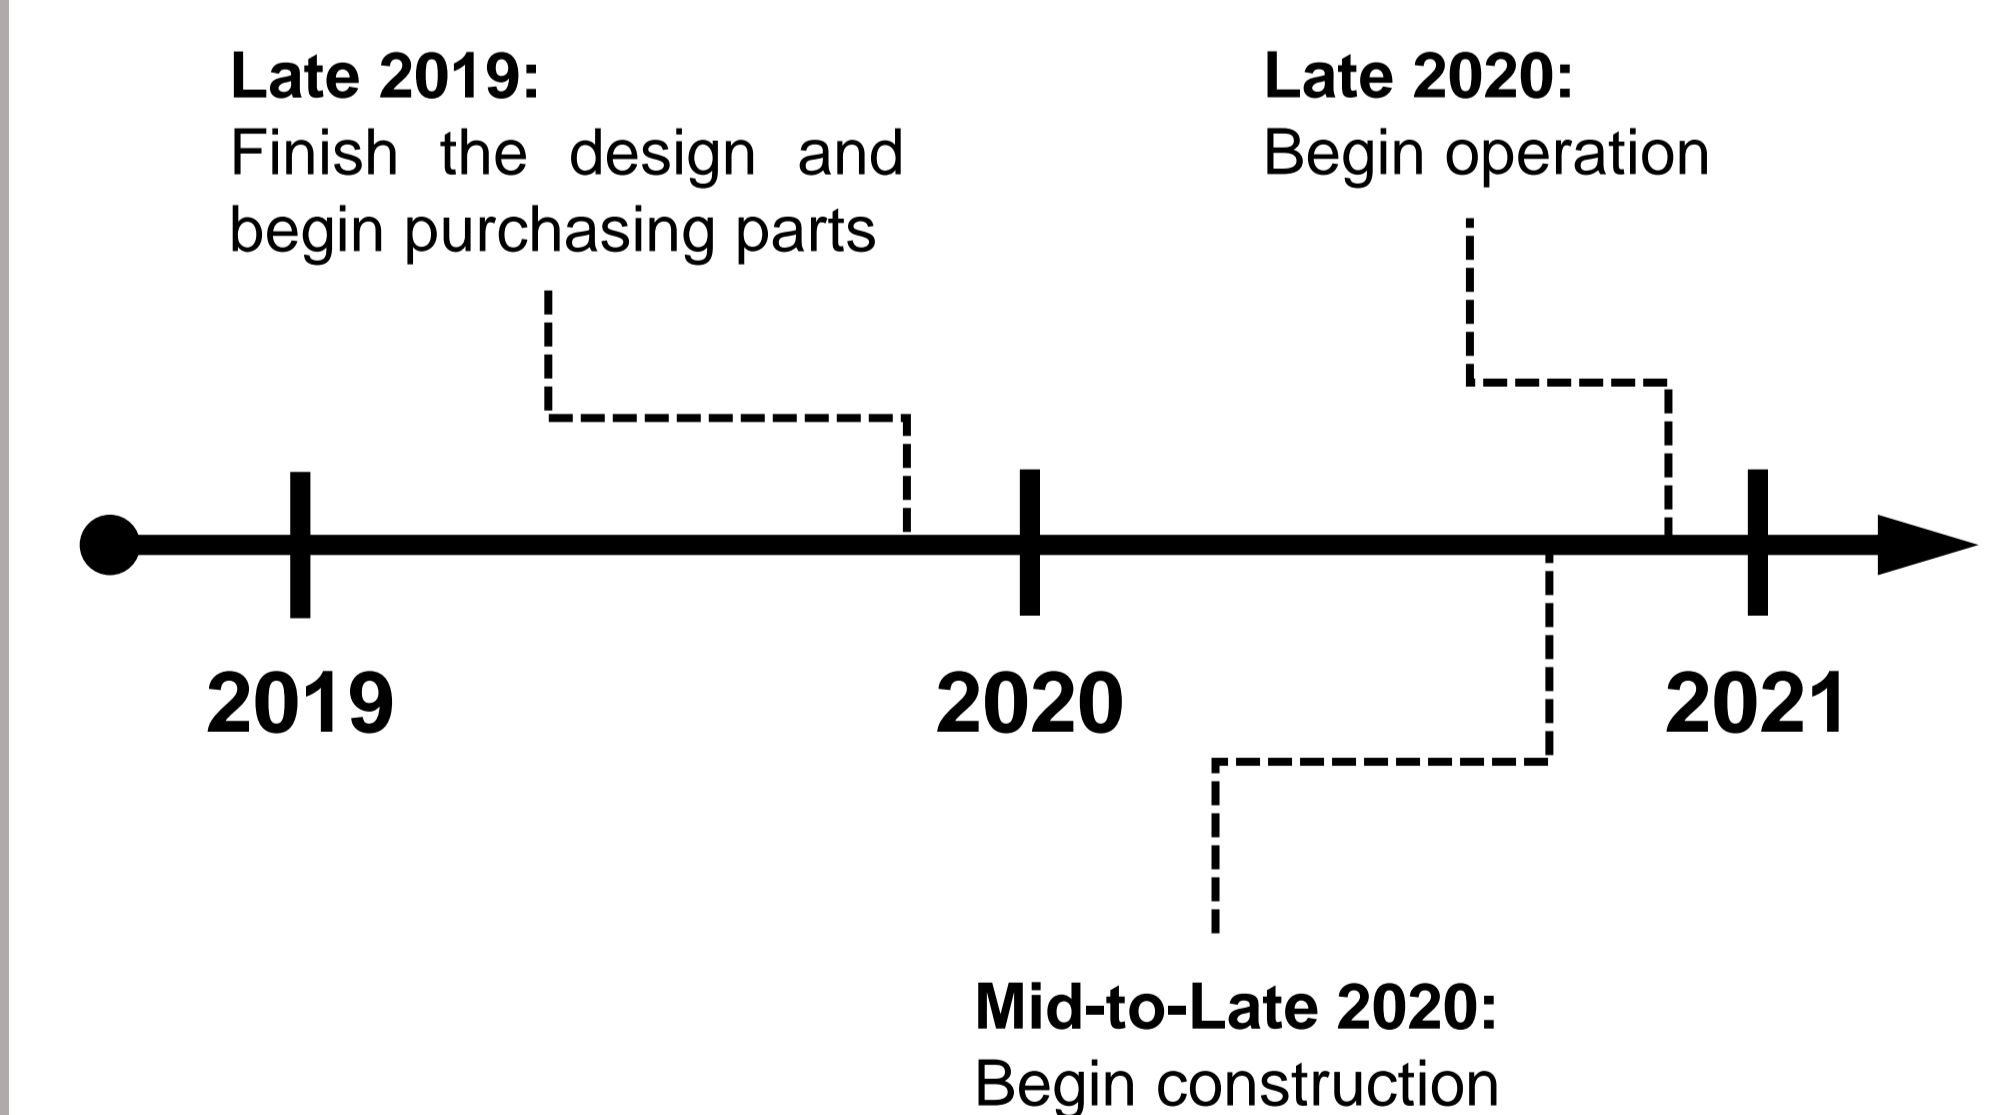 Late 2019:
Finish the design and
begin purchasing parts
Late 2020:
Begin operation
2019
2020
2021
Mid-to-Late 2020:
Begin construction